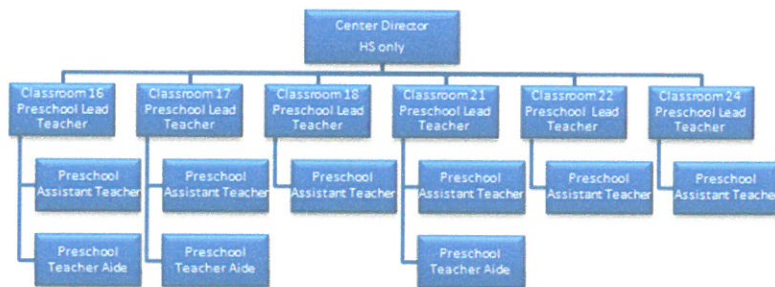 Center Director
HS only
Classroom 16
Preschool Lead
Teacher
Classroom 17
Preschool Lead
Teacher
Classroom 18
Preschool Lead
Teacher
Classroom 21
Preschool Lead
Teacher
Classroom 22
Preschool Lead
Teacher
Classroom 24
Preschool Lead
Teacher
Preschool
Assistant Teacher
Preschool
Assistant Teacher
Preschool
Assistant Teacher
Preschool
Assistant Teacher
Preschool
Assistant Teacher
Preschool
Assistant Teacher
Preschool
Teacher Aide
Preschool
Teacher Aide
Preschool
Teacher Aide